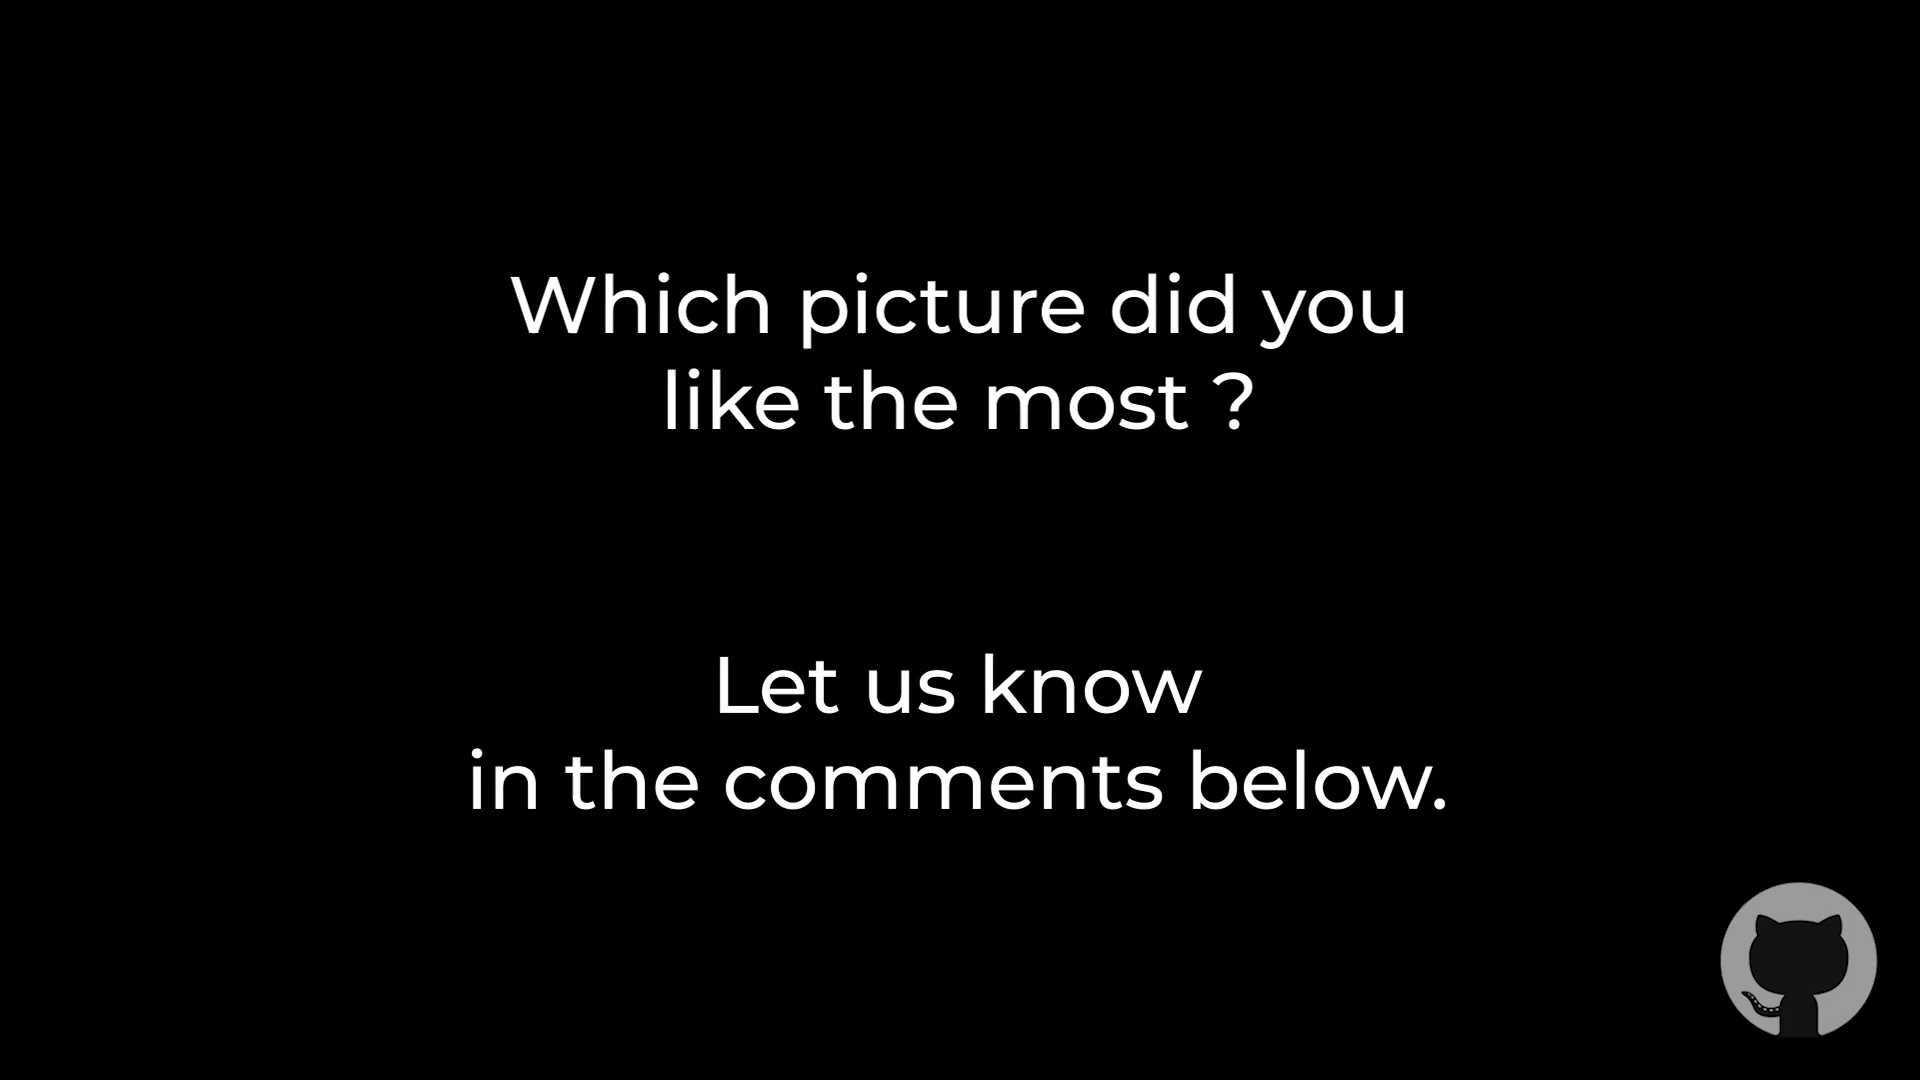 Which picture did you
like the most ?
Let us know
in the comments below.